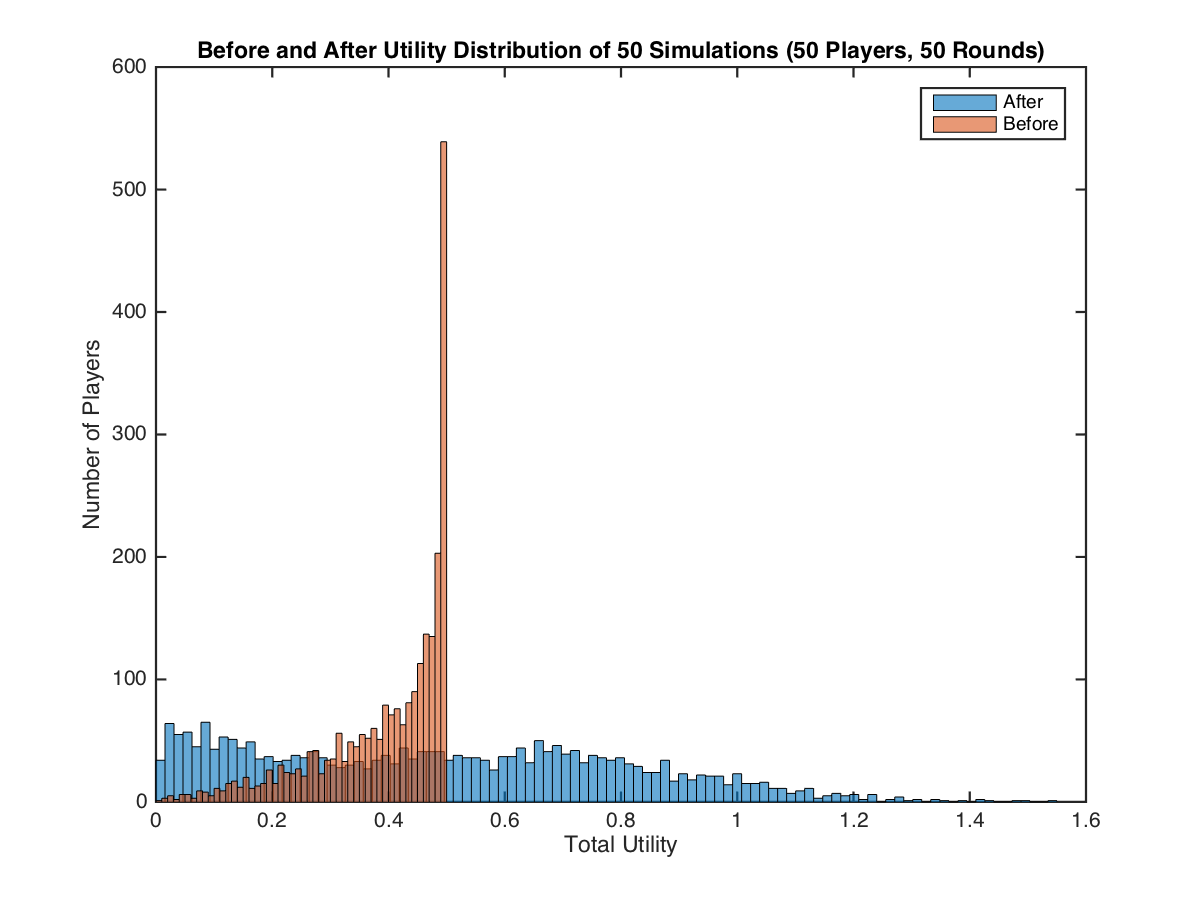 Before and After Utility Distribution of 50 Simulations (50 Players, 50 Rounds)
600
After
Before
500
400
300
200
100
0
Number of Players
0 0.2 0.4 0.6 0.8 1 1.2 1.4 1.6
Total Utility